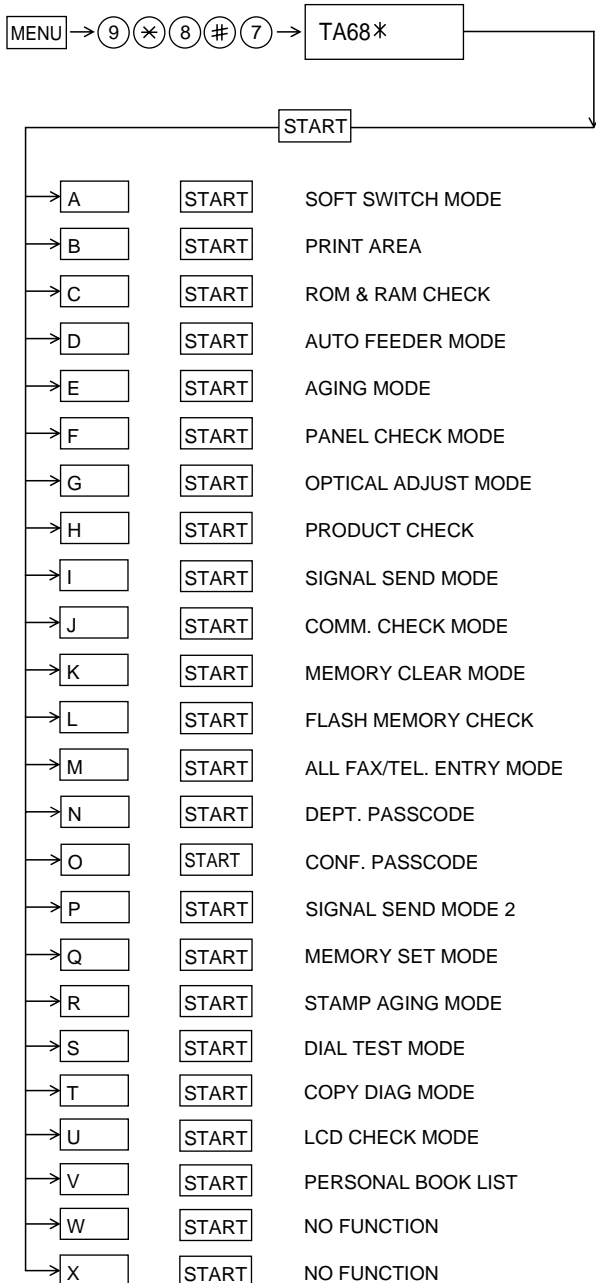 MENU → 9 * 8 # 7 → TA68*
START
A START SOFT SWITCH MODE
B START PRINT AREA
C START ROM & RAM CHECK
D START AUTO FEEDER MODE
E START AGING MODE
F START PANEL CHECK MODE
G START OPTICAL ADJUST MODE
H START PRODUCT CHECK
I START SIGNAL SEND MODE
J START COMM. CHECK MODE
K START MEMORY CLEAR MODE
L START FLASH MEMORY CHECK
M START ALL FAX/TEL. ENTRY MODE
N START DEPT. PASSCODE
O START CONF. PASSCODE
P START SIGNAL SEND MODE 2
Q START MEMORY SET MODE
R START STAMP AGING MODE
S START DIAL TEST MODE
T START COPY DIAG MODE
U START LCD CHECK MODE
V START PERSONAL BOOK LIST
W START NO FUNCTION
X START NO FUNCTION